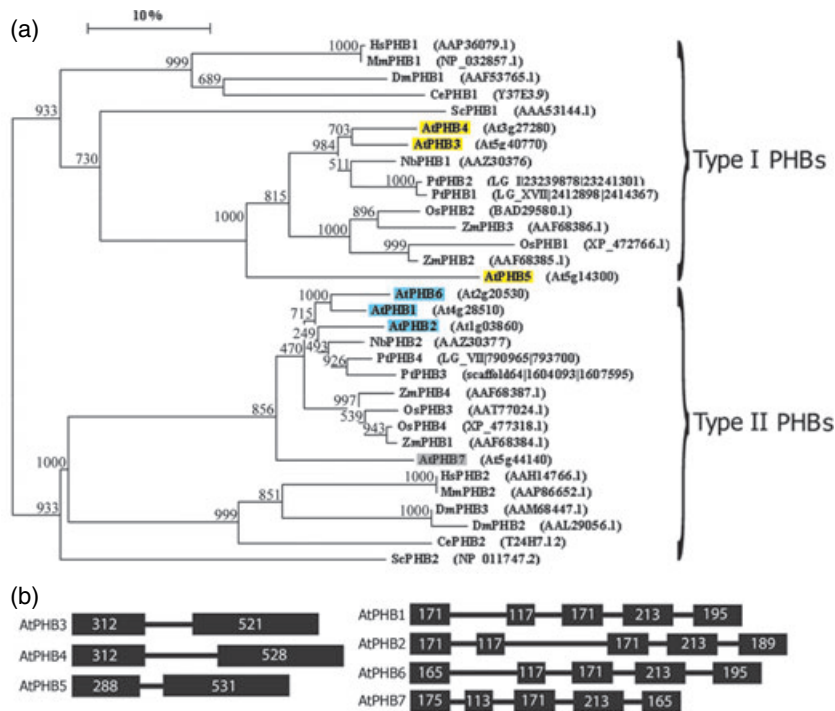 (a)
10%
HsPHB1 (AAP36079.1)
1000
MmPHB1 (NP_032857.1)
999
DmPHB1 (AAF53765.1)
689
CePHB1 (Y37E3.9)
933
ScPHB1 (AAA53144.1)
703
AtPHB4 (At3g27280)
984
AtPHB3 (At5g40770)
730
511
NbPHB1 (AAZ30376)
PtPHB2 (LG_I|23239878|23241301)
1000
815
PtPHB1 (LG_XVII|2412898|2414367)
OsPHB2 (BAD29580.1)
896
ZmPHB3 (AAF68386.1)
1000
1000
OsPHB1 (XP_472766.1)
999
ZmPHB2 (AAF68385.1)
AtPHB5 (At5g14300)
Type I PHBs
AtPHB6 (At2g20530)
1000
AtPHB1 (At4g28510)
715
AtPHB2 (At1g03860)
249
NbPHB2 (AAZ30377)
470
493
PtPHB4 (LG_VII|790965|793700)
926
PtPHB3 (scaffold64|1604093|1607595)
ZmPHB4 (AAF68387.1)
997
OsPHB3 (AAT77024.1)
539
856
OsPHB4 (XP_477318.1)
943
ZmPHB1 (AAF68384.1)
AtPHB7 (At5g44140)
Type II PHBs
1000
HsPHB2 (AAH14766.1)
1000
MmPHB2 (AAP86652.1)
851
DmPHB3 (AAM68447.1)
933
999
1000
DmPHB2 (AAL29056.1)
CePHB2 (T24H7.12)
ScPHB2 (NP_011747.2)
(b)
AtPHB3 312 521
AtPHB4 312 528
AtPHB5 288 531
AtPHB1 171 117 171 213 195
AtPHB2 171 117 171 213 189
AtPHB6 165 117 171 213 195
AtPHB7 175 113 171 213 165